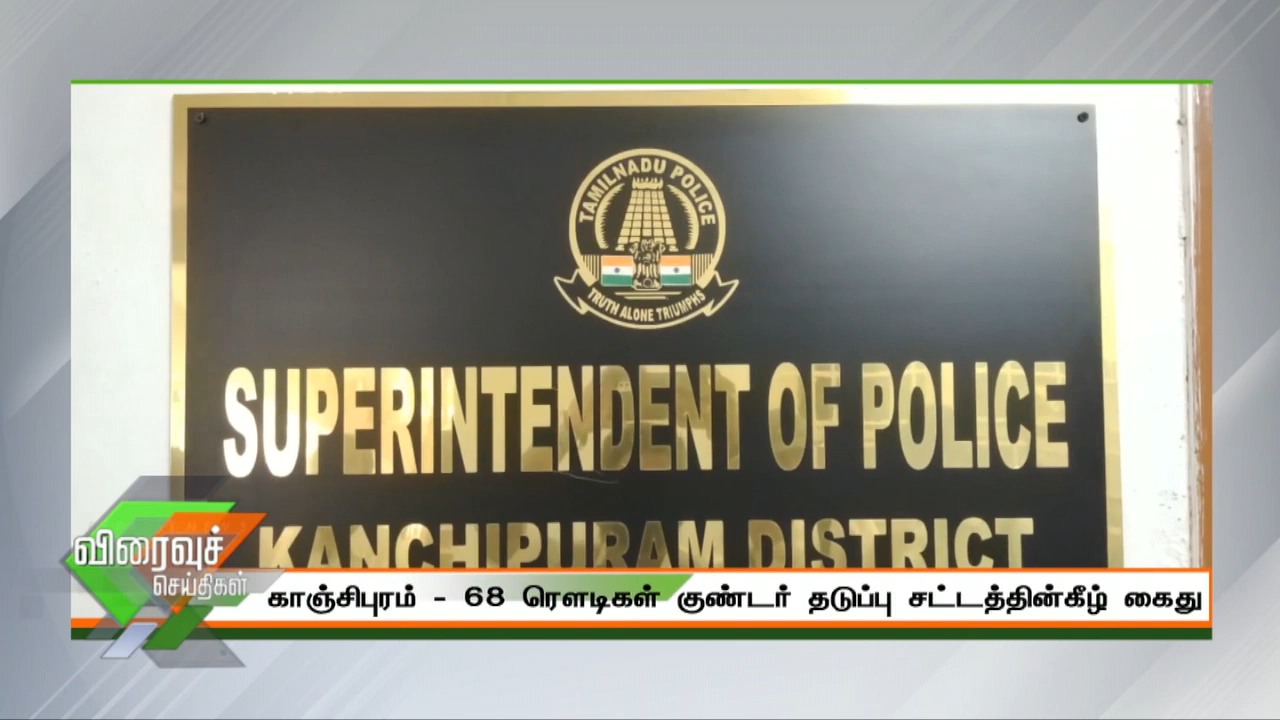 TAMILNADU POLICE
TRUTH ALONE TRIUMPHS
SUPERINTENDENT OF POLICE
KANCHIPURAM DISTRICT
விரைவுச்
செய்திகள்
காஞ்சிபுரம் - 68 ரௌடிகள் குண்டர் தடுப்பு சட்டத்தின்கீழ் கைது